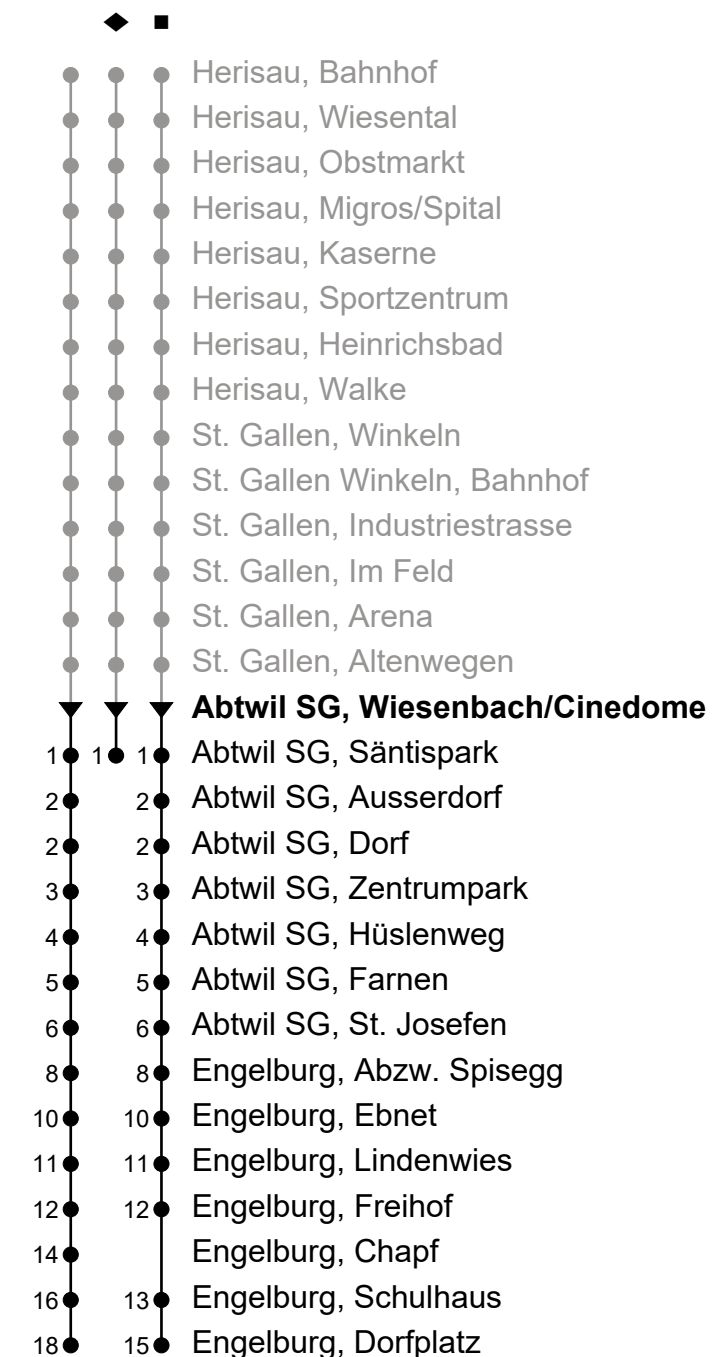 Herisau, Bahnhof
Herisau, Wiesental
Herisau, Obstmarkt
Herisau, Migros/Spital
Herisau, Kaserne
Herisau, Sportzentrum
Herisau, Heinrichsbad
Herisau, Walke
St. Gallen, Winkeln
St. Gallen Winkeln, Bahnhof
St. Gallen, Industriestrasse
St. Gallen, Im Feld
St. Gallen, Arena
St. Gallen, Altenwegen
Abtwil SG, Wiesenbach/Cinedome
1 1 1 Abtwil SG, Säntispark
2 2 Abtwil SG, Ausserdorf
2 2 Abtwil SG, Dorf
3 3 Abtwil SG, Zentrumpark
4 4 Abtwil SG, Hüslenweg
5 5 Abtwil SG, Farnen
6 6 Abtwil SG, St. Josefen
8 8 Engelburg, Abzw. Spisegg
10 10 Engelburg, Ebnet
11 11 Engelburg, Lindenwies
12 12 Engelburg, Freihof
14 Engelburg, Chapf
16 13 Engelburg, Schulhaus
18 15 Engelburg, Dorfplatz